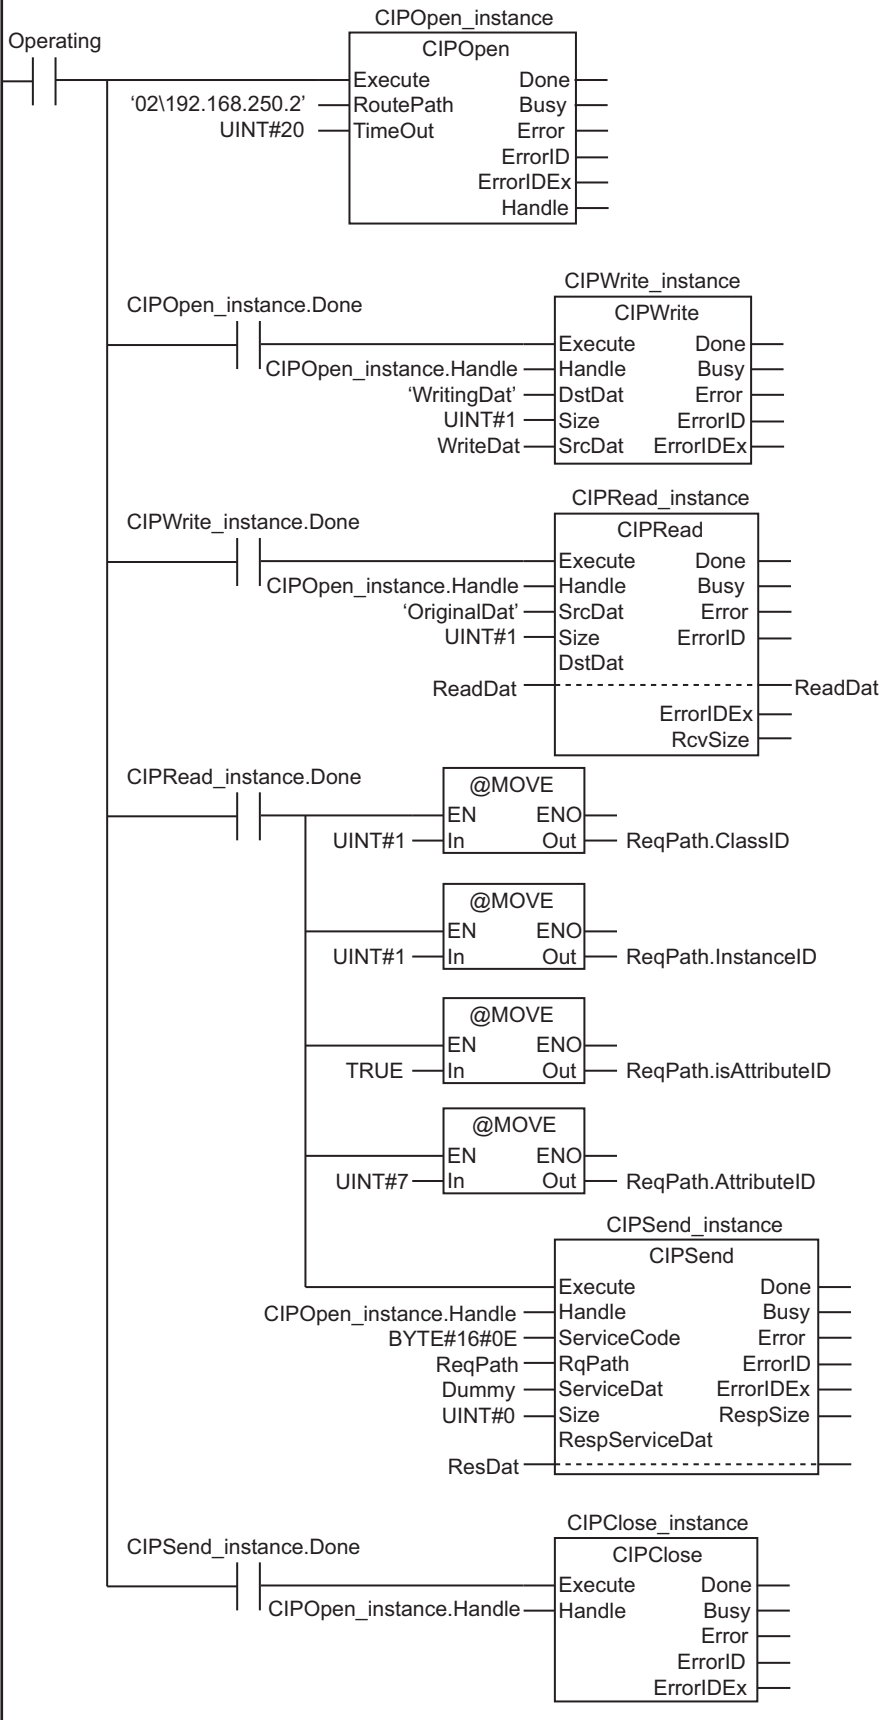 CIPOpen_instance
Operating
CIPOpen
Execute Done
'02\192.168.250.2' RoutePath Busy
UINT#20 TimeOut Error
ErrorID
ErrorIDEx
Handle
CIPWrite_instance
CIPOpen_instance.Done
CIPWrite
Execute Done
CIPOpen_instance.Handle Handle Busy
'WritingDat' DstDat Error
UINT#1 Size ErrorID
WriteDat SrcDat ErrorIDEx
CIPRead_instance
CIPWrite_instance.Done
CIPRead
Execute Done
CIPOpen_instance.Handle Handle Busy
'OriginalDat' SrcDat Error
UINT#1 Size ErrorID
DstDat
ReadDat ReadDat
ErrorIDEx
RcvSize
CIPRead_instance.Done
@MOVE
EN ENO
UINT#1 In Out ReqPath.ClassID
@MOVE
EN ENO
UINT#1 In Out ReqPath.InstanceID
@MOVE
EN ENO
TRUE In Out ReqPath.isAttributeID
@MOVE
EN ENO
UINT#7 In Out ReqPath.AttributeID
CIPSend_instance
CIPSend
Execute Done
CIPOpen_instance.Handle Handle Busy
BYTE#16#0E ServiceCode Error
ReqPath RqPath ErrorID
Dummy ServiceDat ErrorIDEx
UINT#0 Size RespSize
RespServiceDat
ResDat
CIPClose_instance
CIPSend_instance.Done
CIPClose
Execute Done
CIPOpen_instance.Handle Handle Busy
Error
ErrorID
ErrorIDEx